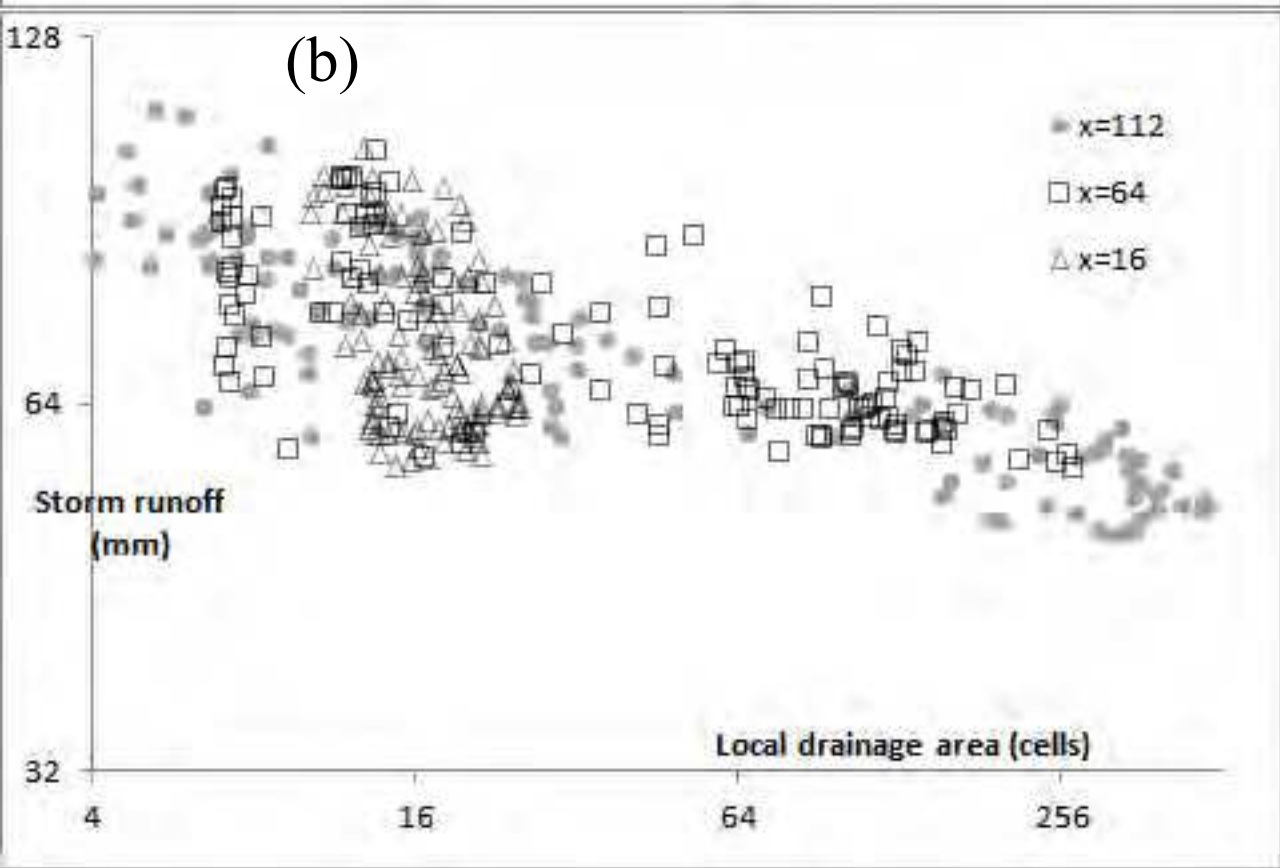 128
(b)
x=112
x=64
x=16
64
Storm runoff
(mm)
Local drainage area (cells)
32
4 16 64 256